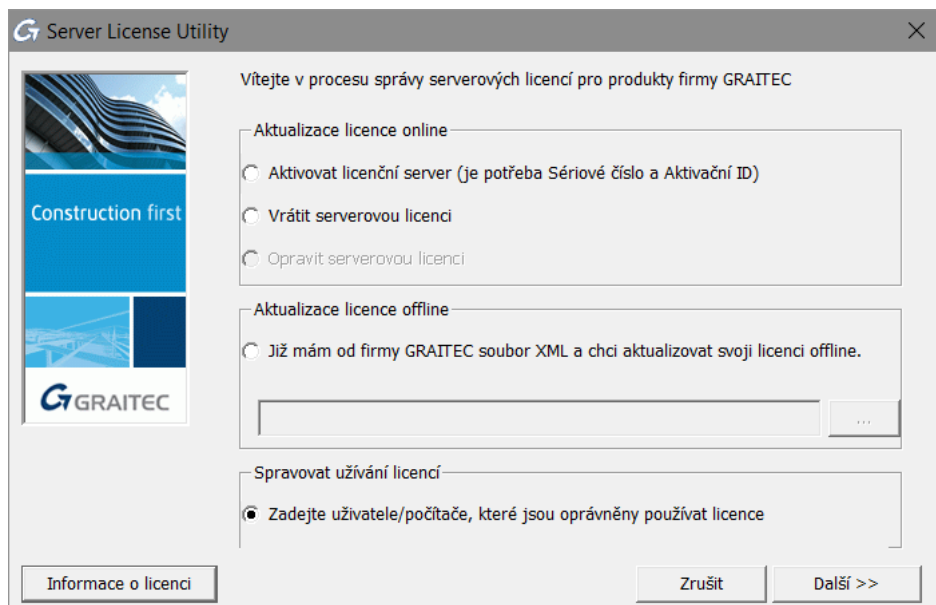 Server License Utility
Vítejte v procesu správy serverových licencí pro produkty firmy GRAITEC
Aktualizace licence online
Aktivovat licenční server (je potřeba Sériové číslo a Aktivační ID)
Construction first
Vrátit serverovou licenci
Opravit serverovou licenci
Aktualizace licence offline
Již mám od firmy GRAITEC soubor XML a chci aktualizovat svoji licenci offline.
GRAITEC
...
Spravovat užívání licencí
Zadejte uživatele/počítače, které jsou oprávněny používat licence
Informace o licenci
Zrušit
Další >>